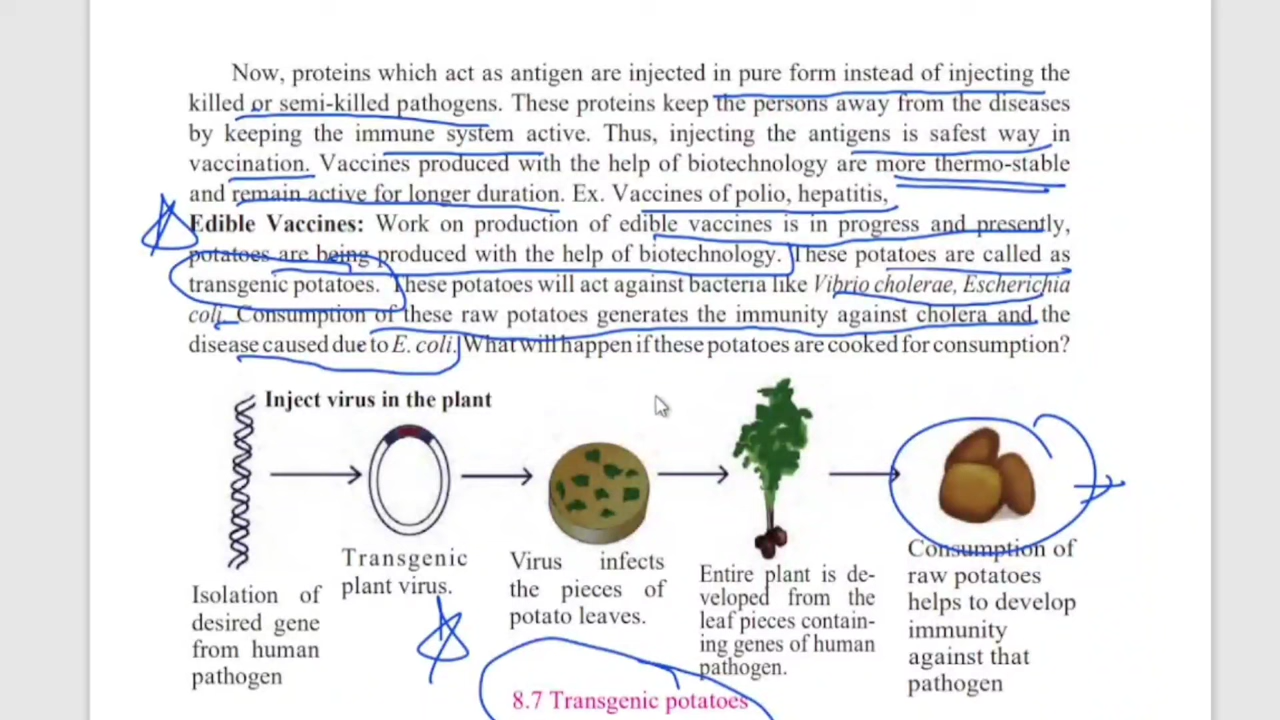 Now, proteins which act as antigen are injected in pure form instead of injecting the
killed or semi-killed pathogens. These proteins keep the persons away from the diseases
by keeping the immune system active. Thus, injecting the antigens is safest way in
vaccination. Vaccines produced with the help of biotechnology are more thermo-stable
and remain active for longer duration. Ex. Vaccines of polio, hepatitis,
Edible Vaccines: Work on production of edible vaccines is in progress and presently,
potatoes are being produced with the help of biotechnology. These potatoes are called as
transgenic potatoes. These potatoes will act against bacteria like Vibrio cholerae, Escherichia
coli. Consumption of these raw potatoes generates the immunity against cholera and the
disease caused due to E. coli. What will happen if these potatoes are cooked for consumption?
Inject virus in the plant
Isolation of
desired gene
from human
pathogen
Transgenic
plant virus.
Virus infects
the pieces of
potato leaves.
Entire plant is de-
veloped from the
leaf pieces contain-
ing genes of human
pathogen.
Consumption of
raw potatoes
helps to develop
immunity
against that
pathogen
8.7 Transgenic potatoes